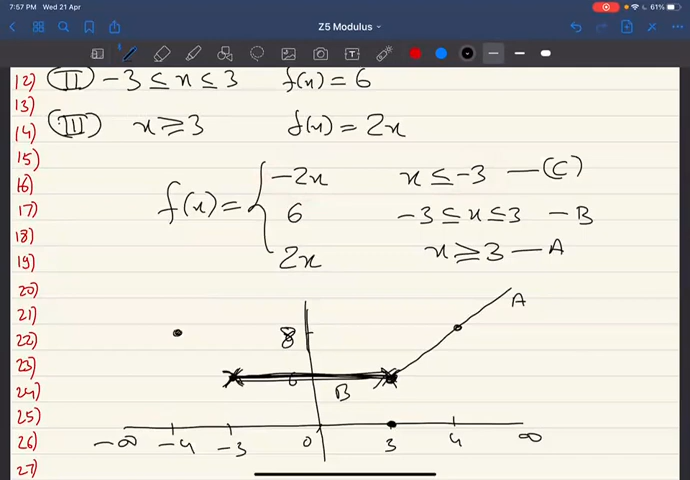 7:57 PM Wed 21 Apr
61%
Z5 Modulus
12) (II) -3 ≤ x ≤ 3 f(x) = 6
13)
14) (III) x ≥ 3 f(x) = 2x
15)
16) -2x x ≤ -3 — (C)
17) f(x) = { 6 -3 ≤ x ≤ 3 — B
18)
19) 2x x ≥ 3 — A
20)
A
21)
22) 8
23)
6
24) B
25)
26) -∞ -4 -3 0 3 4 ∞
27)